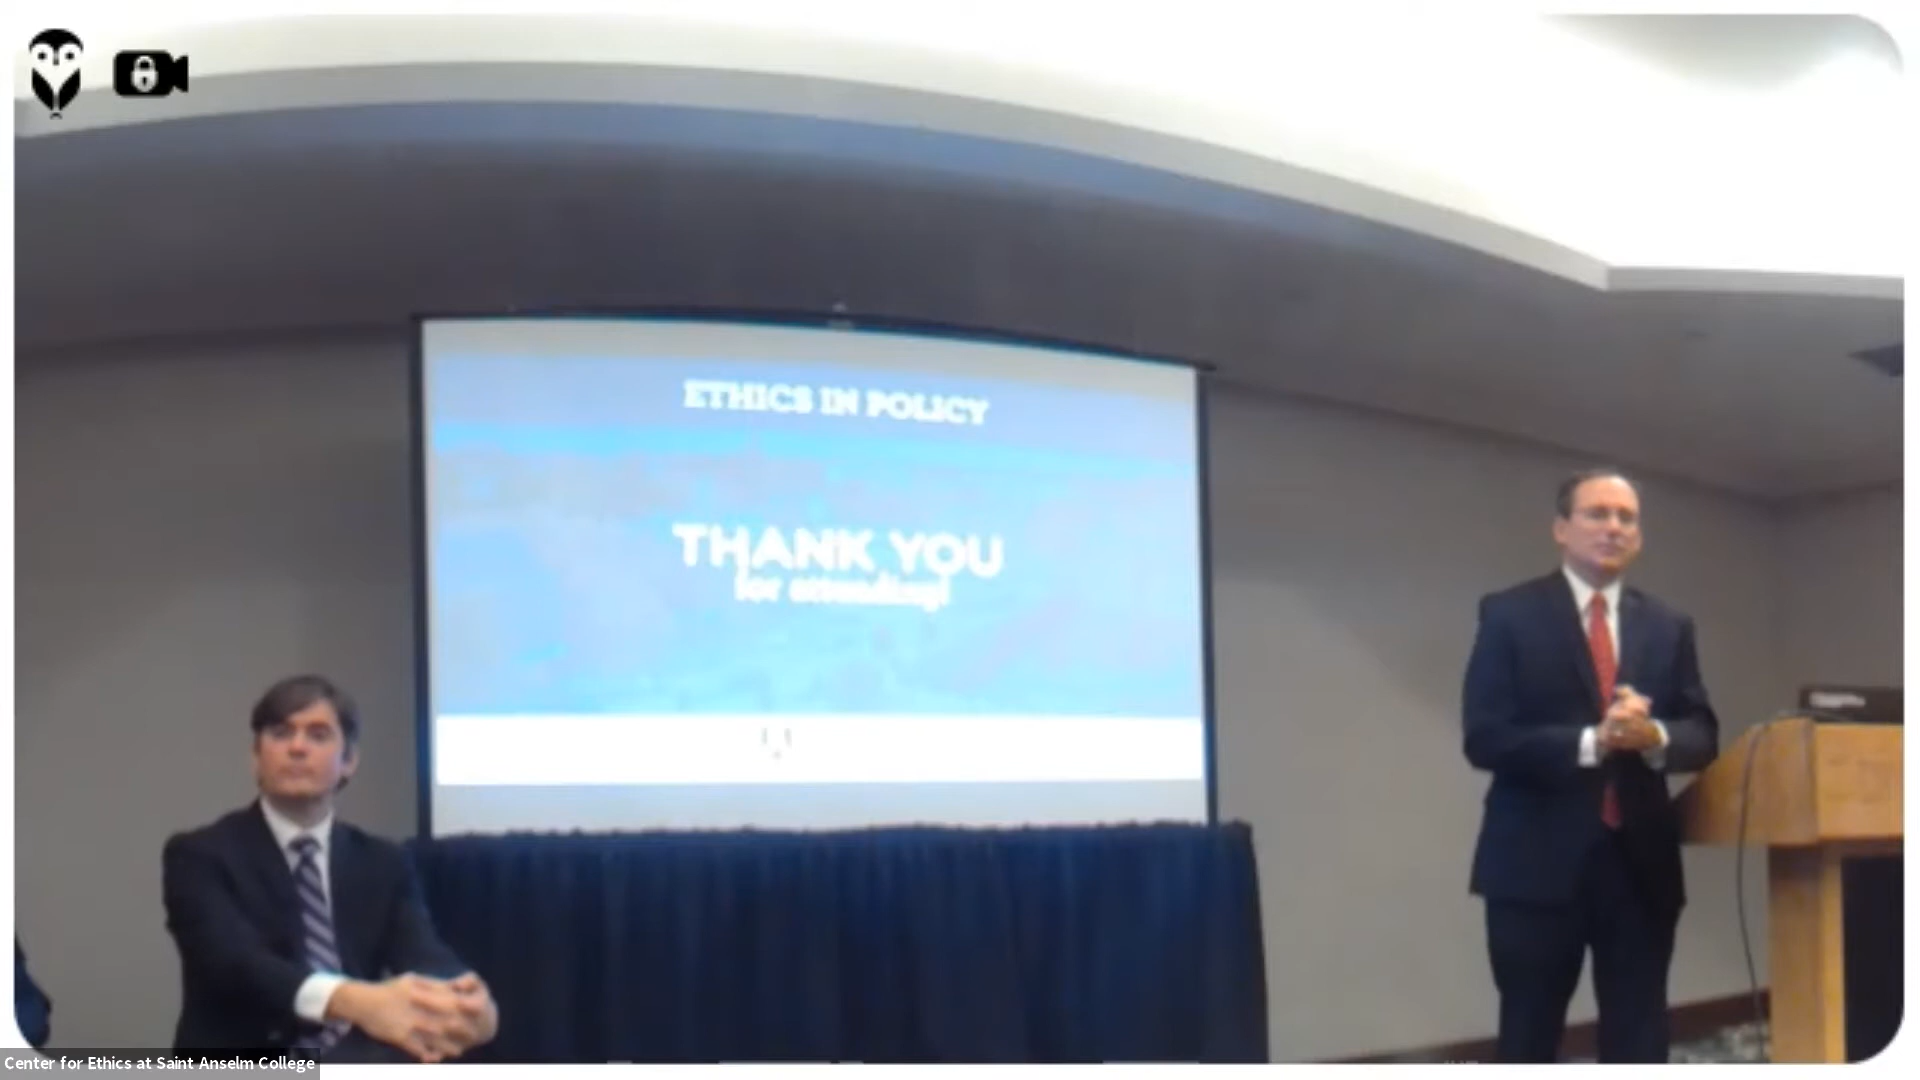 ETHICS IN POLICY
THANK YOU
for attending!
Center for Ethics at Saint Anselm College